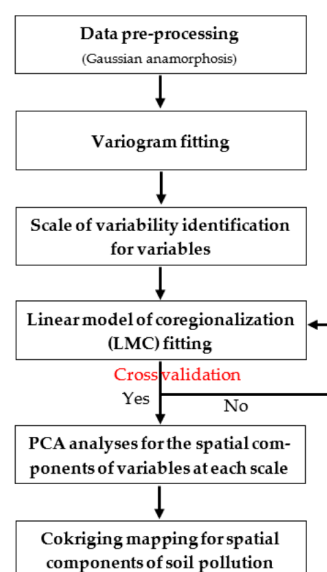 Data pre-processing
(Gaussian anamorphosis)
Variogram fitting
Scale of variability identification
for variables
Linear model of coregionalization
(LMC) fitting
Cross validation
Yes
No
PCA analyses for the spatial com-
ponents of variables at each scale
Cokriging mapping for spatial
components of soil pollution